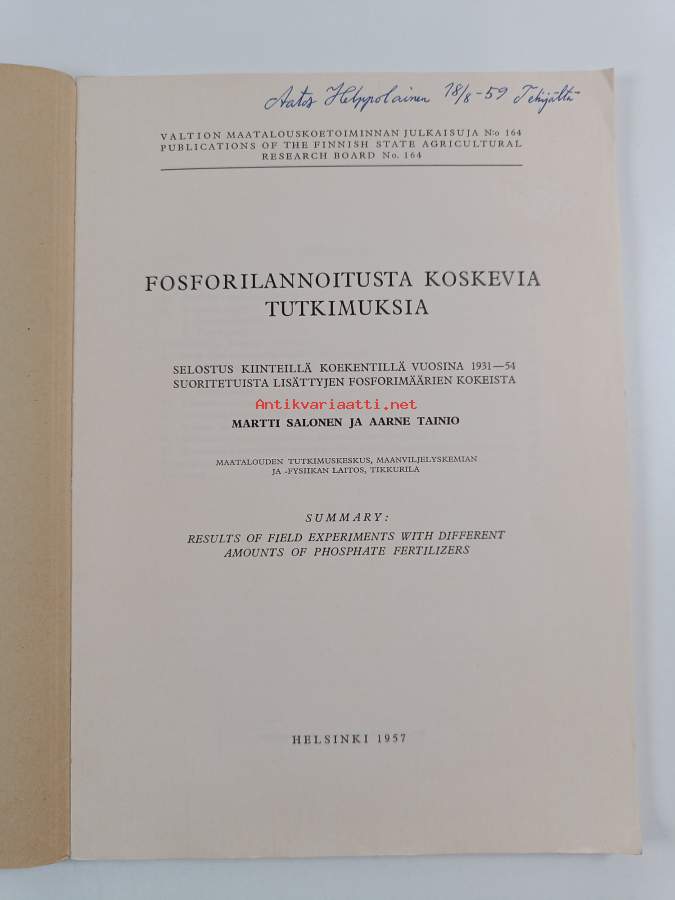 Aatos Helppolainen 18/8-59 Tekijältä
VALTION MAATALOUSKOETOIMINNAN JULKAISUJA N:o 164
PUBLICATIONS OF THE FINNISH STATE AGRICULTURAL
RESEARCH BOARD No. 164
FOSFORILANNOITUSTA KOSKEVIA
TUTKIMUKSIA
SELOSTUS KIINTEILLÄ KOEKENTILLÄ VUOSINA 1931—54
SUORITETUISTA LISÄTTYJEN FOSFORIMÄÄRIEN KOKEISTA
Antikvariaatti.net
MARTTI SALONEN JA AARNE TAINIO
MAATALOUDEN TUTKIMUSKESKUS, MAANVILJELYSKEMIAN
JA -FYSIIKAN LAITOS, TIKKURILA
SUMMARY:
RESULTS OF FIELD EXPERIMENTS WITH DIFFERENT
AMOUNTS OF PHOSPHATE FERTILIZERS
HELSINKI 1957